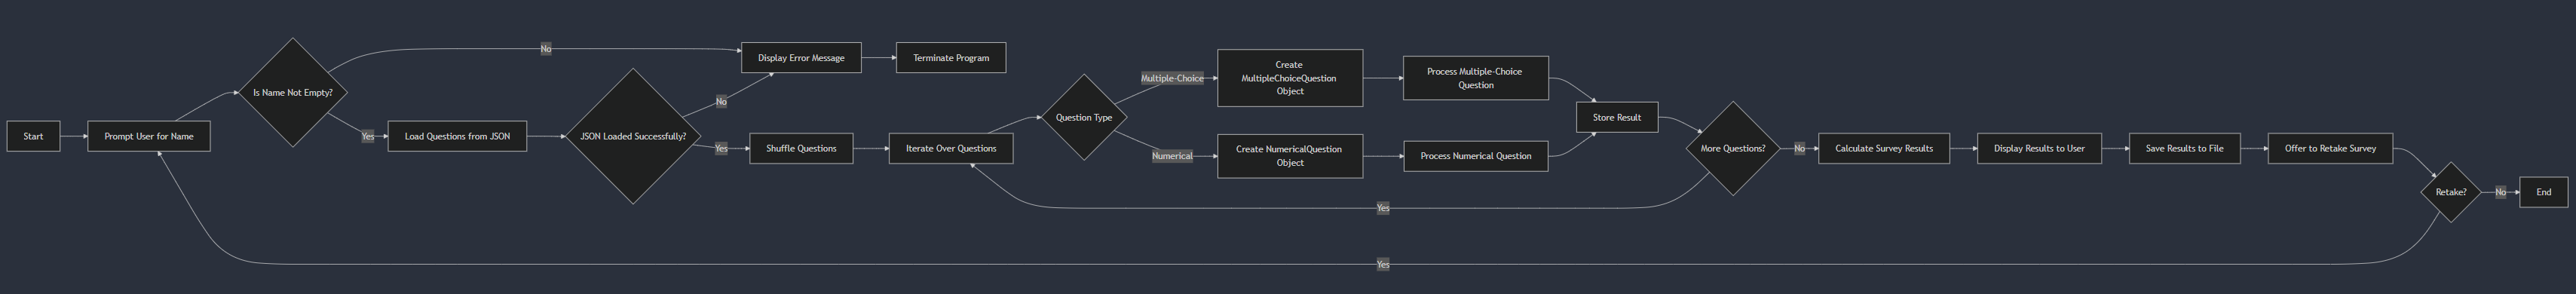 Start
Prompt User for Name
Is Name Not Empty?
No
Yes
Load Questions from JSON
JSON Loaded Successfully?
No
Yes
Display Error Message
Terminate Program
Shuffle Questions
Iterate Over Questions
Question Type
Multiple-Choice
Numerical
Create
MultipleChoiceQuestion
Object
Process Multiple-Choice
Question
Create NumericalQuestion
Object
Process Numerical Question
Store Result
More Questions?
Yes
No
Calculate Survey Results
Display Results to User
Save Results to File
Offer to Retake Survey
Retake?
Yes
No
End